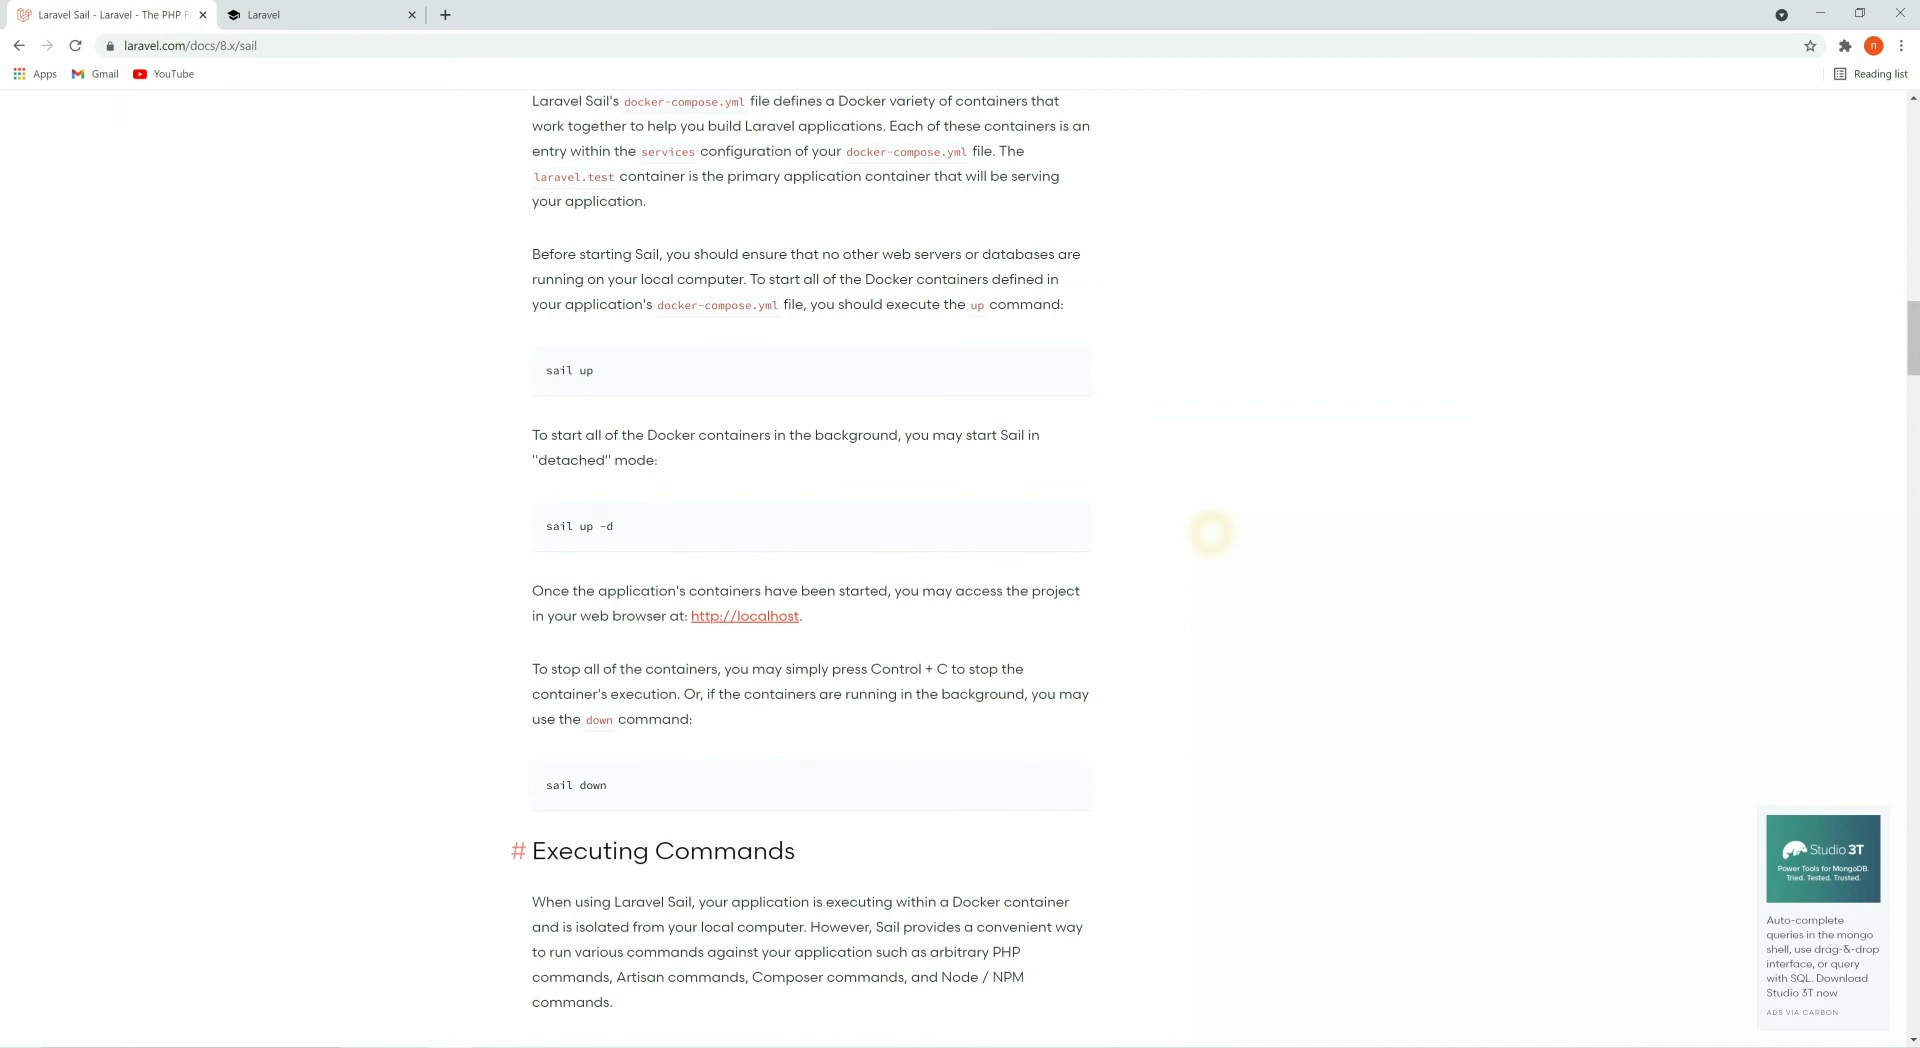 Laravel Sail - Laravel - The PHP F
Laravel
laravel.com/docs/8.x/sail
n
Apps
Gmail
YouTube
Reading list
Laravel Sail's docker-compose.yml file defines a Docker variety of containers that
work together to help you build Laravel applications. Each of these containers is an
entry within the services configuration of your docker-compose.yml file. The
laravel.test container is the primary application container that will be serving
your application.
Before starting Sail, you should ensure that no other web servers or databases are
running on your local computer. To start all of the Docker containers defined in
your application's docker-compose.yml file, you should execute the up command:
sail up
To start all of the Docker containers in the background, you may start Sail in
"detached" mode:
sail up -d
Once the application's containers have been started, you may access the project
in your web browser at: http://localhost.
To stop all of the containers, you may simply press Control + C to stop the
container's execution. Or, if the containers are running in the background, you may
use the down command:
sail down
# Executing Commands
When using Laravel Sail, your application is executing within a Docker container
and is isolated from your local computer. However, Sail provides a convenient way
to run various commands against your application such as arbitrary PHP
commands, Artisan commands, Composer commands, and Node / NPM
commands.
Studio 3T
Power Tools for MongoDB.
Tried. Tested. Trusted.
Auto-complete
queries in the mongo
shell, use drag-&-drop
interface, or query
with SQL. Download
Studio 3T now
ADS VIA CARBON